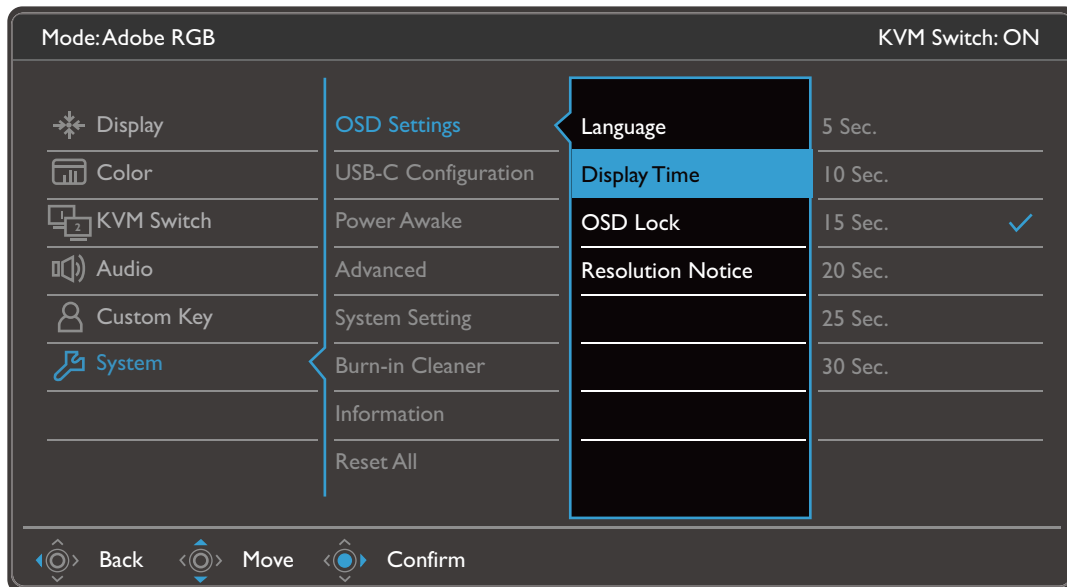 Mode: Adobe RGB
KVM Switch: ON
Display
Color
1
2
KVM Switch
Audio
Custom Key
System
OSD Settings
USB-C Configuration
Power Awake
Advanced
System Setting
Burn-in Cleaner
Information
Reset All
Language
Display Time
OSD Lock
Resolution Notice
5 Sec.
10 Sec.
15 Sec.
20 Sec.
25 Sec.
30 Sec.
Back
Move
Confirm